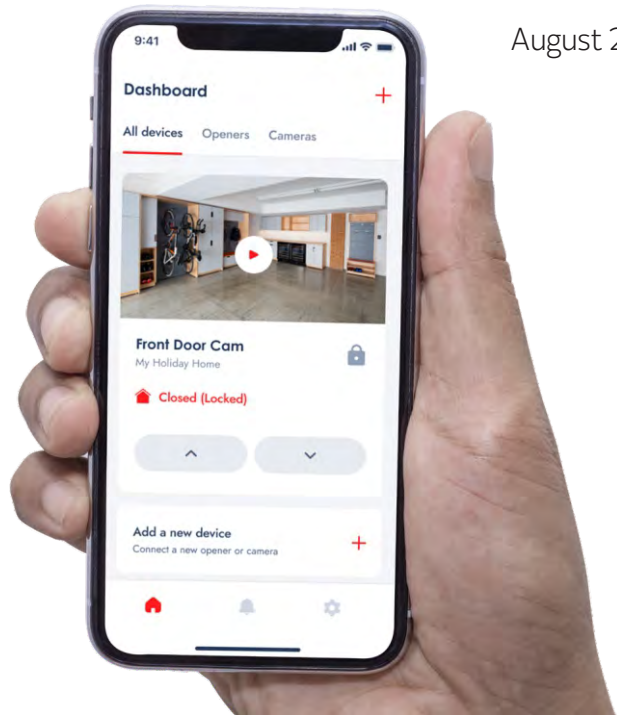 August 2
9:41
Dashboard
All devices Openers Cameras
Front Door Cam
My Holiday Home
Closed (Locked)
Add a new device
Connect a new opener or camera